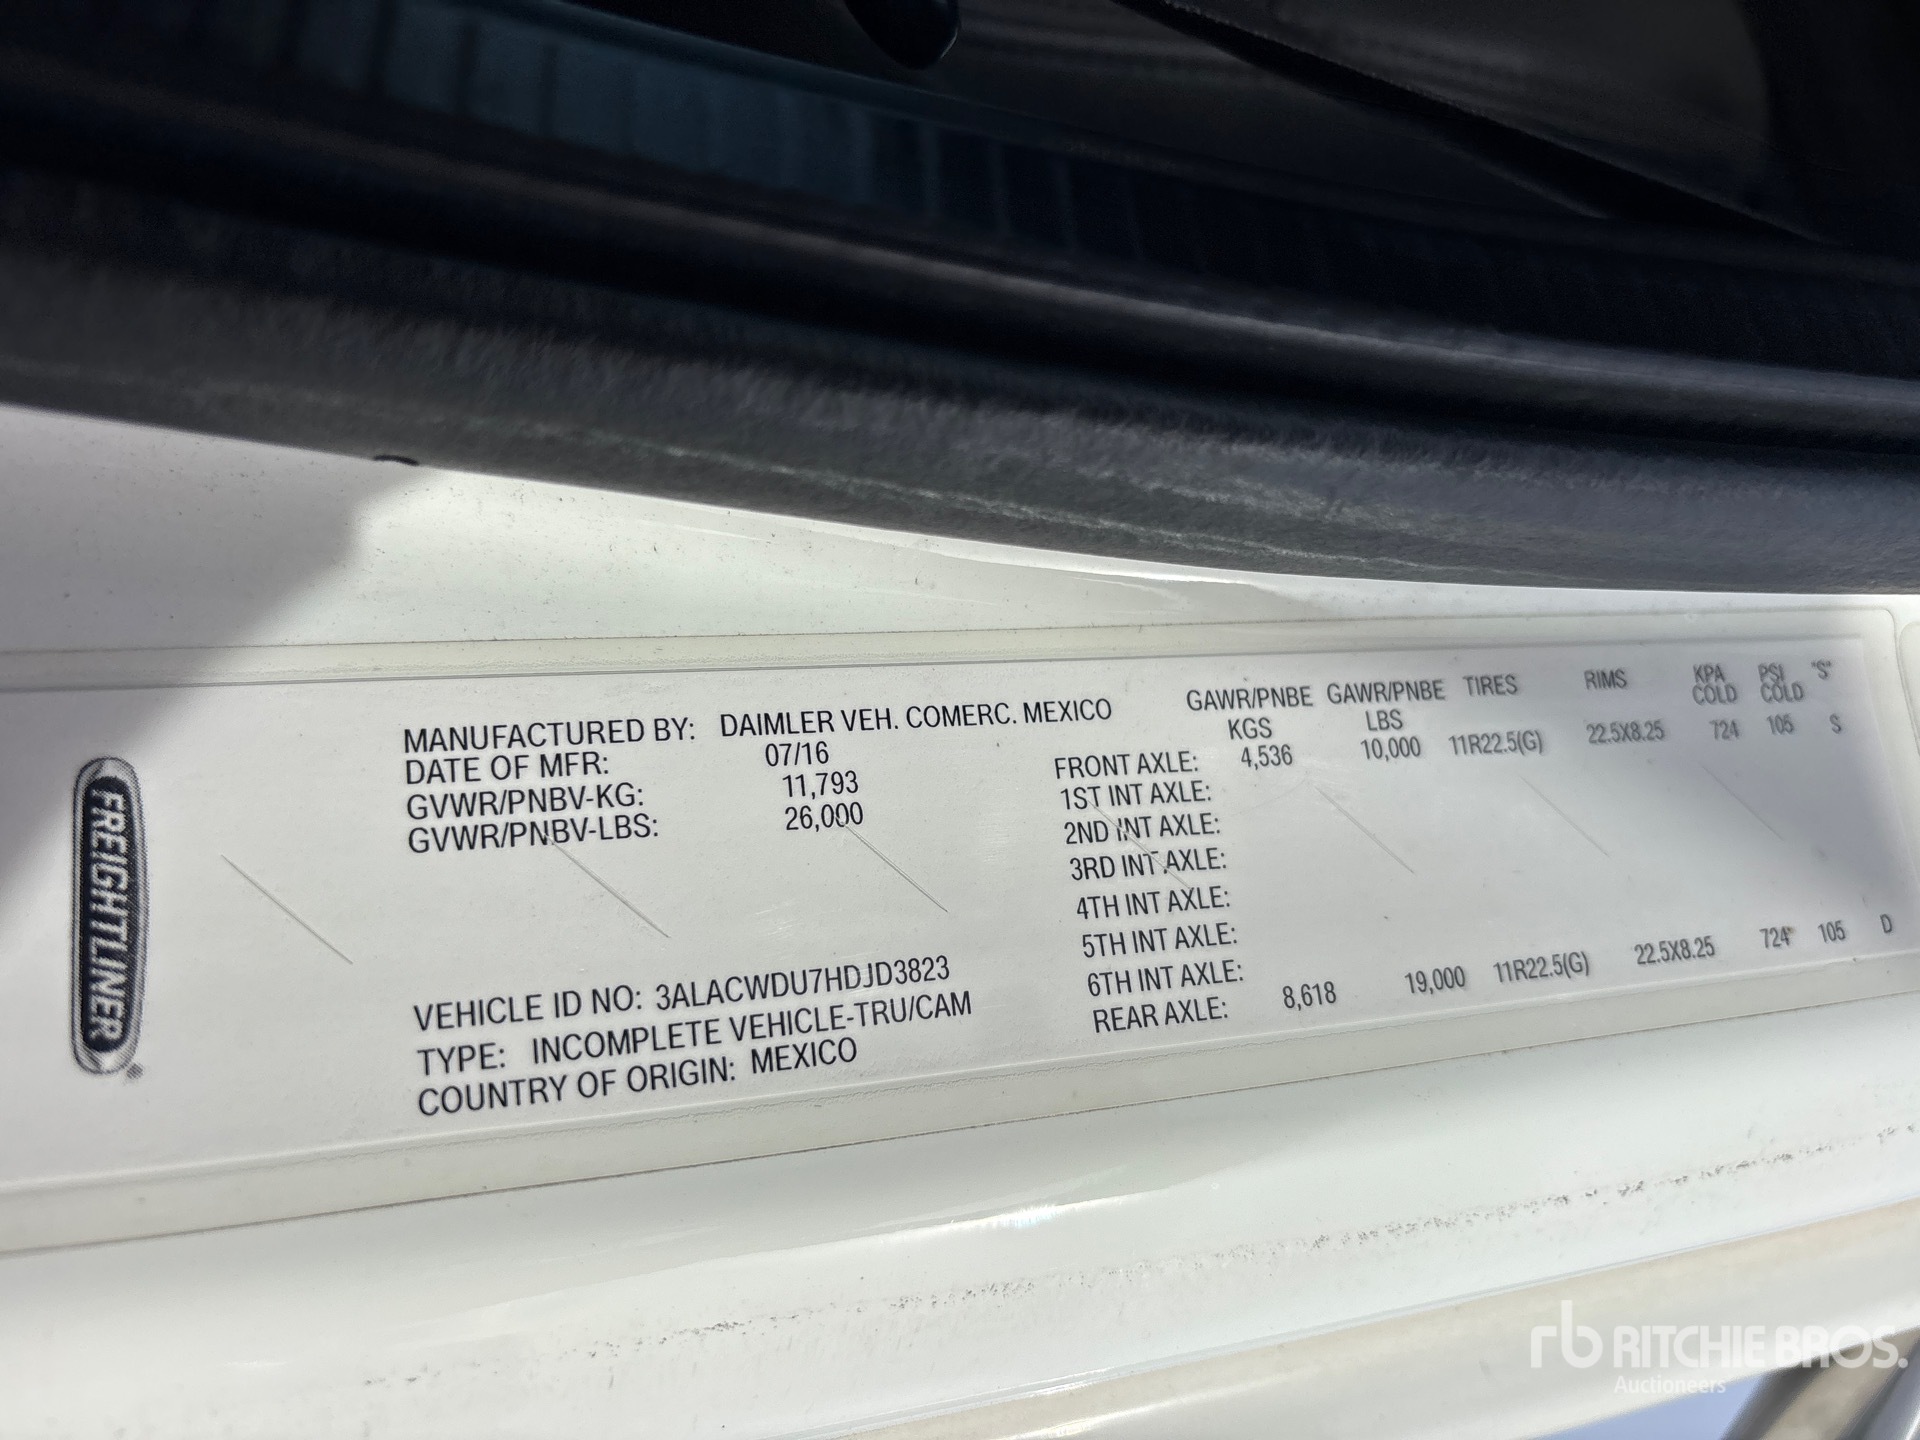 FREIGHTLINER®
MANUFACTURED BY: DAIMLER VEH. COMERC. MEXICO
DATE OF MFR: 07/16
GVWR/PNBV-KG: 11,793
GVWR/PNBV-LBS: 26,000
VEHICLE ID NO: 3ALACWDU7HDJD3823
TYPE: INCOMPLETE VEHICLE-TRU/CAM
COUNTRY OF ORIGIN: MEXICO
GAWR/PNBE GAWR/PNBE TIRES RIMS KPA PSI "S"
KGS LBS COLD COLD
FRONT AXLE: 4,536 10,000 11R22.5(G) 22.5X8.25 724 105 S
1ST INT AXLE:
2ND INT AXLE:
3RD INT AXLE:
4TH INT AXLE:
5TH INT AXLE:
6TH INT AXLE:
REAR AXLE: 8,618 19,000 11R22.5(G) 22.5X8.25 724 105 D
rb RITCHIE BROS.
Auctioneers